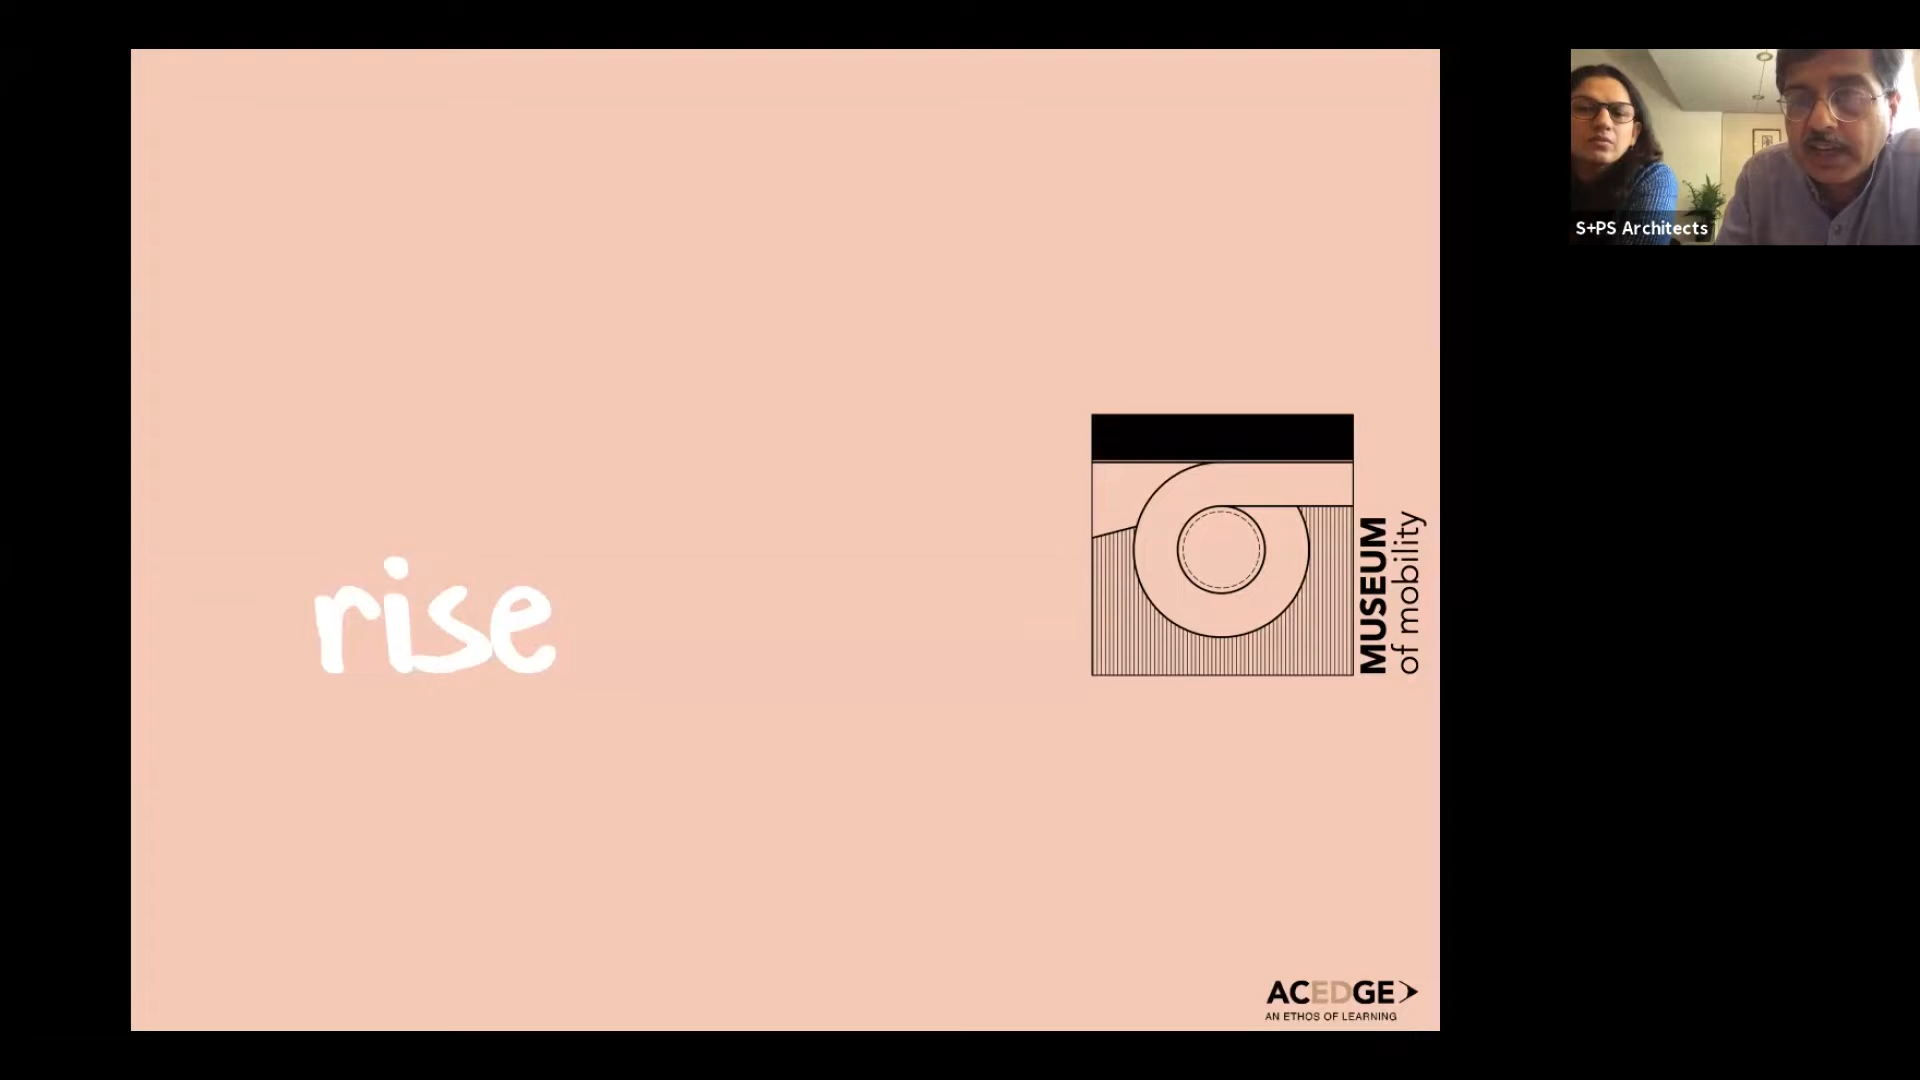 S+PS Architects
rise
MUSEUM
of mobility
ACEDGE
AN ETHOS OF LEARNING